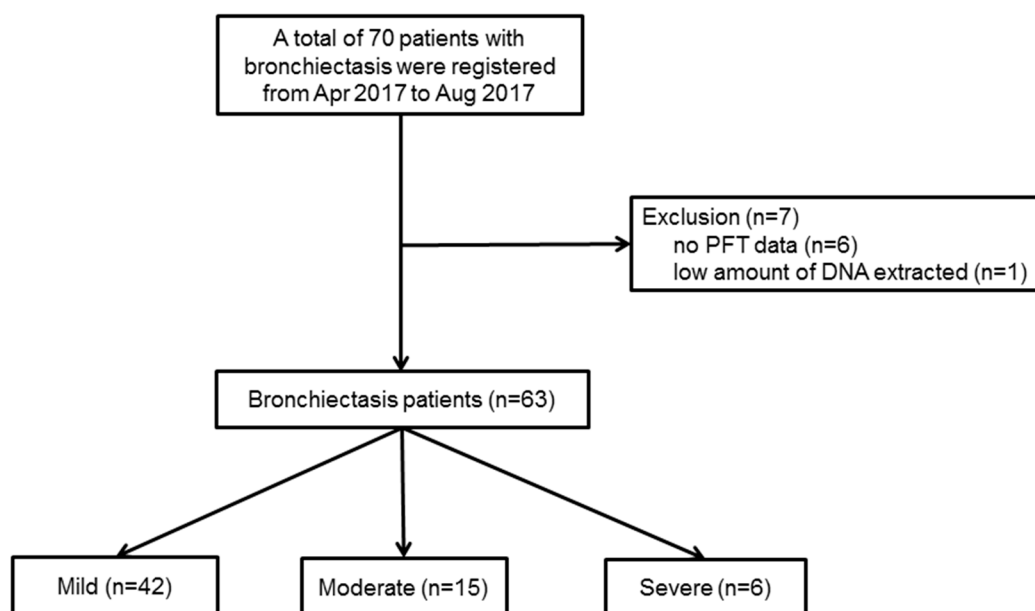 A total of 70 patients with
bronchiectasis were registered
from Apr 2017 to Aug 2017
Exclusion (n=7)
no PFT data (n=6)
low amount of DNA extracted (n=1)
Bronchiectasis patients (n=63)
Mild (n=42)
Moderate (n=15)
Severe (n=6)